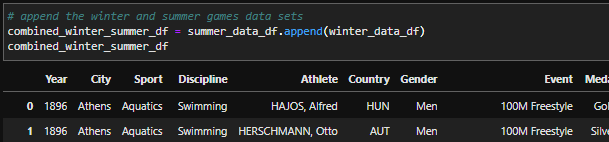 # append the winter and summer games data sets
combined_winter_summer_df = summer_data_df.append(winter_data_df)
combined_winter_summer_df
Year City Sport Discipline Athlete Country Gender Event Meda
0 1896 Athens Aquatics Swimming HAJOS, Alfred HUN Men 100M Freestyle Gol
1 1896 Athens Aquatics Swimming HERSCHMANN, Otto AUT Men 100M Freestyle Silve